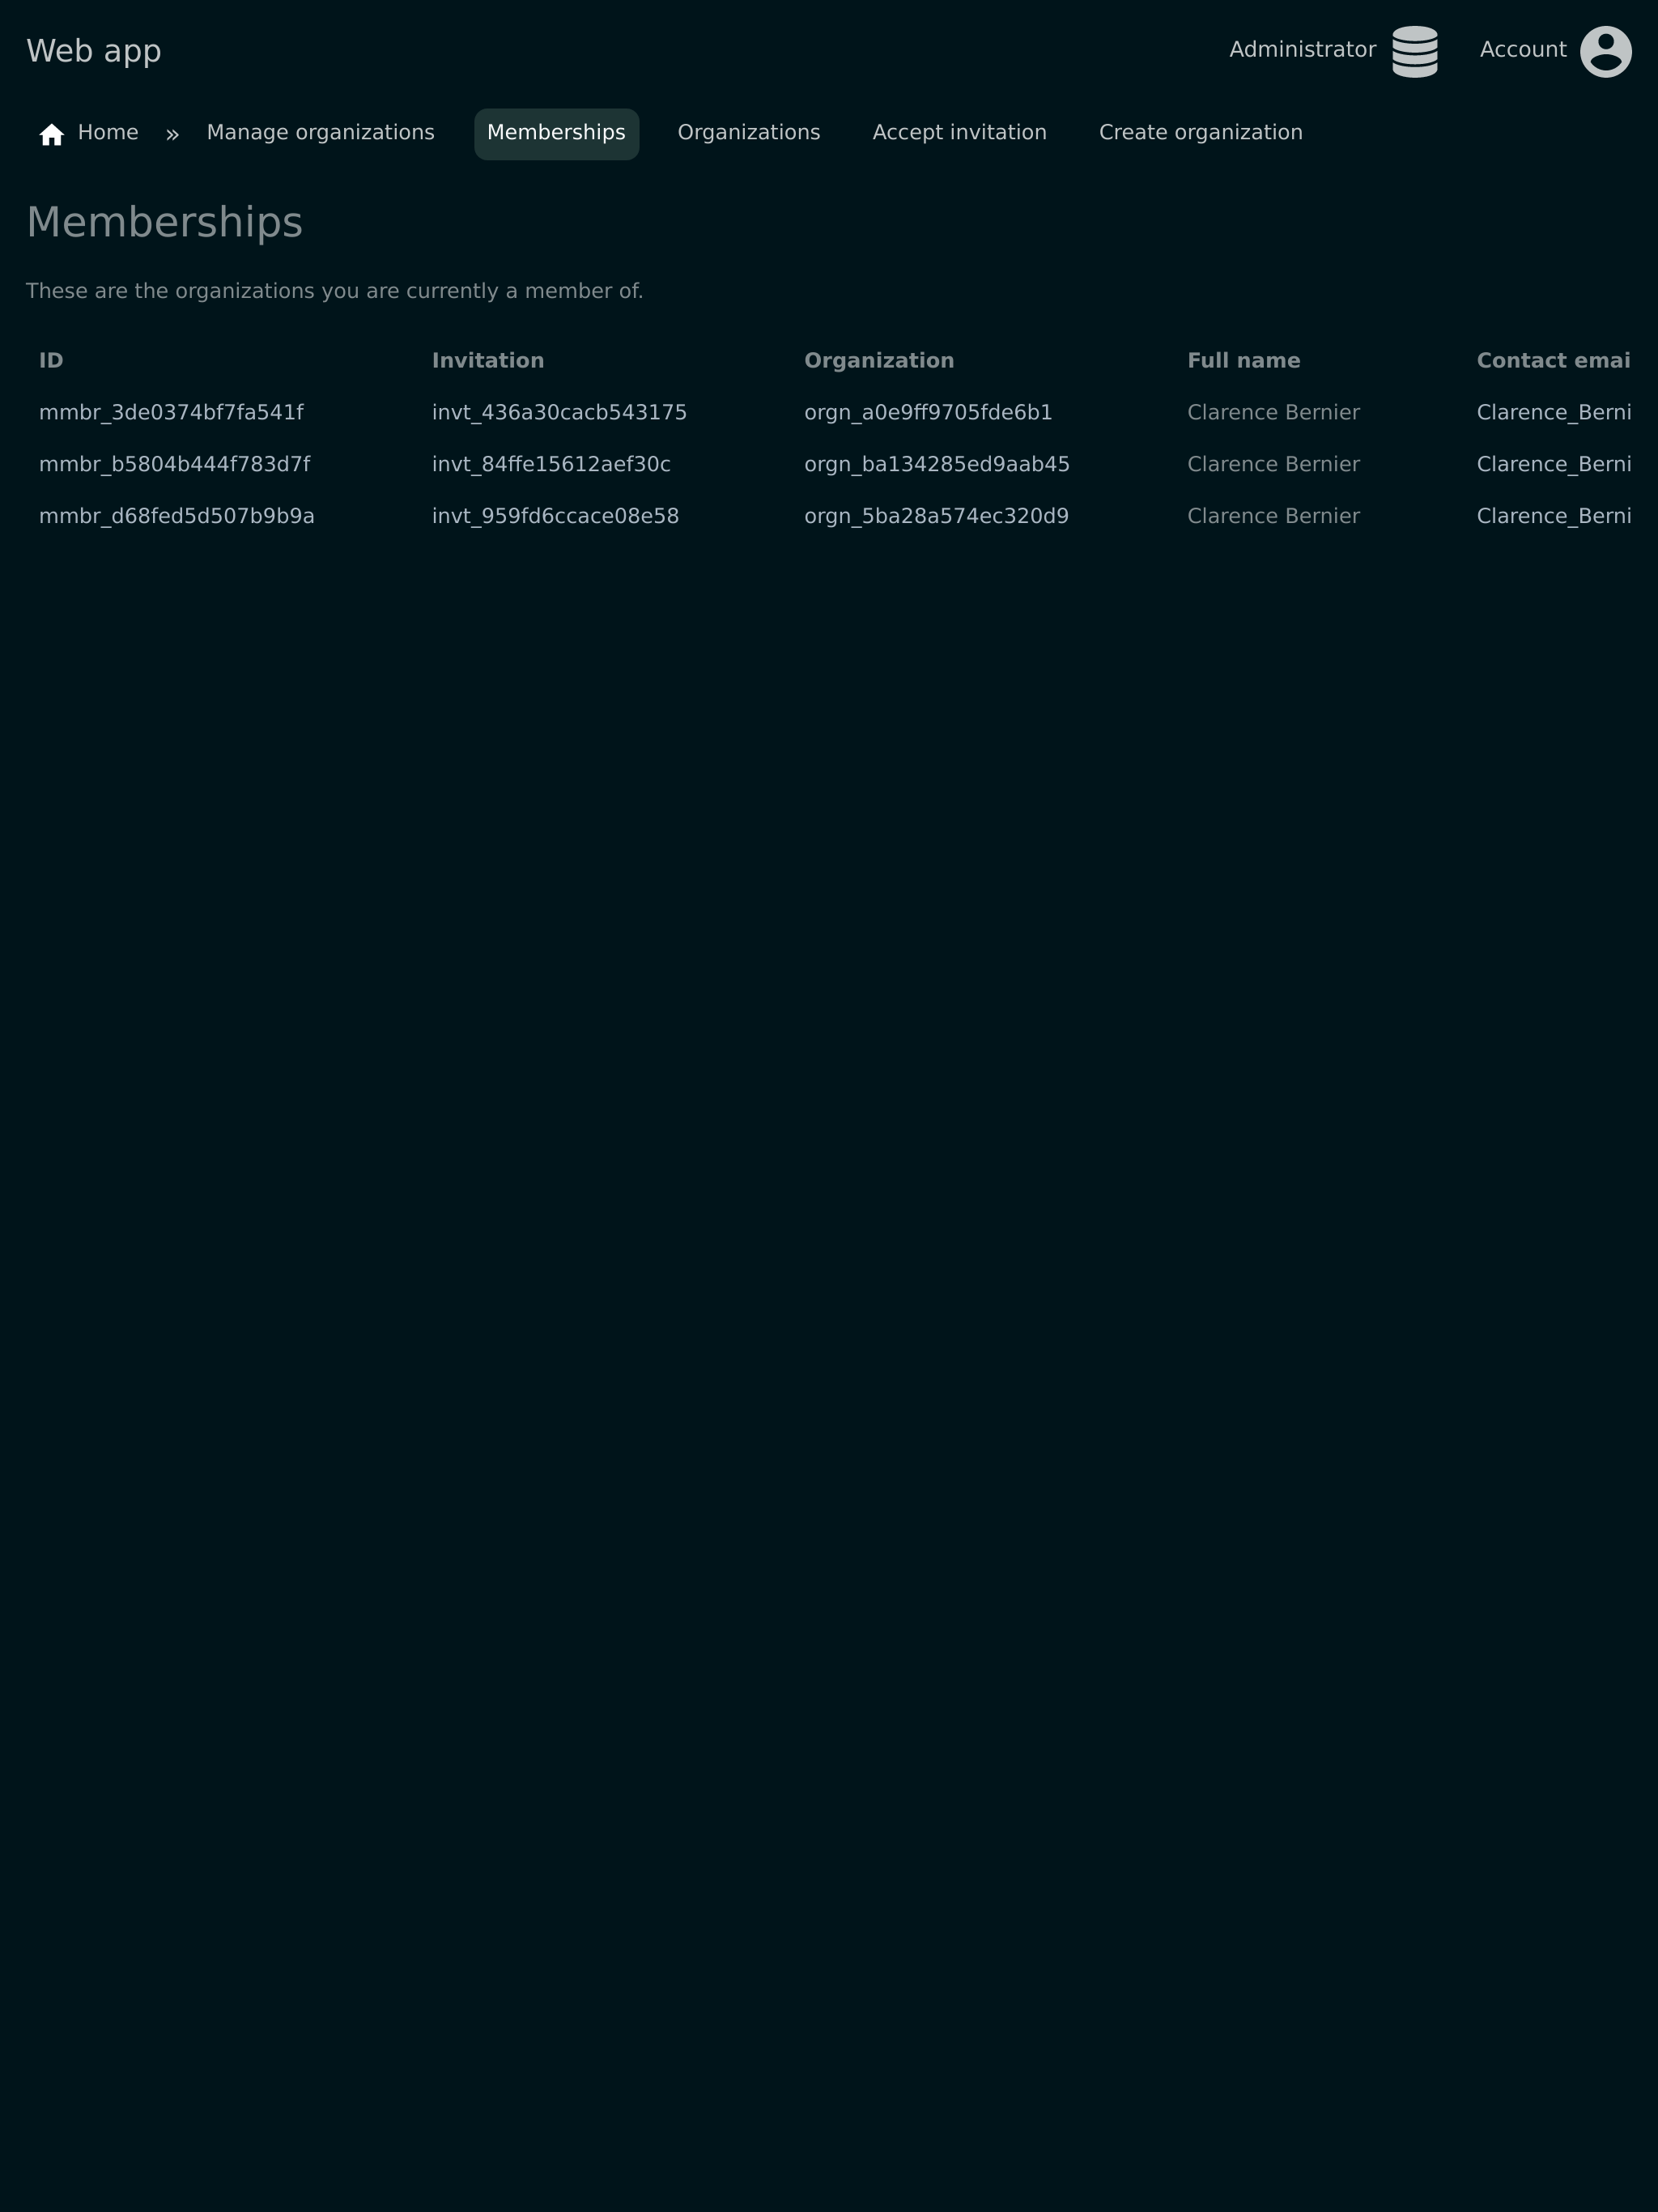 Web app Administrator Account
Home » Manage organizations Memberships Organizations Accept invitation Create organization
Memberships
These are the organizations you are currently a member of.
ID Invitation Organization Full name Contact emai
mmbr_3de0374bf7fa541f invt_436a30cacb543175 orgn_a0e9ff9705fde6b1 Clarence Bernier Clarence_Berni
mmbr_b5804b444f783d7f invt_84ffe15612aef30c orgn_ba134285ed9aab45 Clarence Bernier Clarence_Berni
mmbr_d68fed5d507b9b9a invt_959fd6ccace08e58 orgn_5ba28a574ec320d9 Clarence Bernier Clarence_Berni